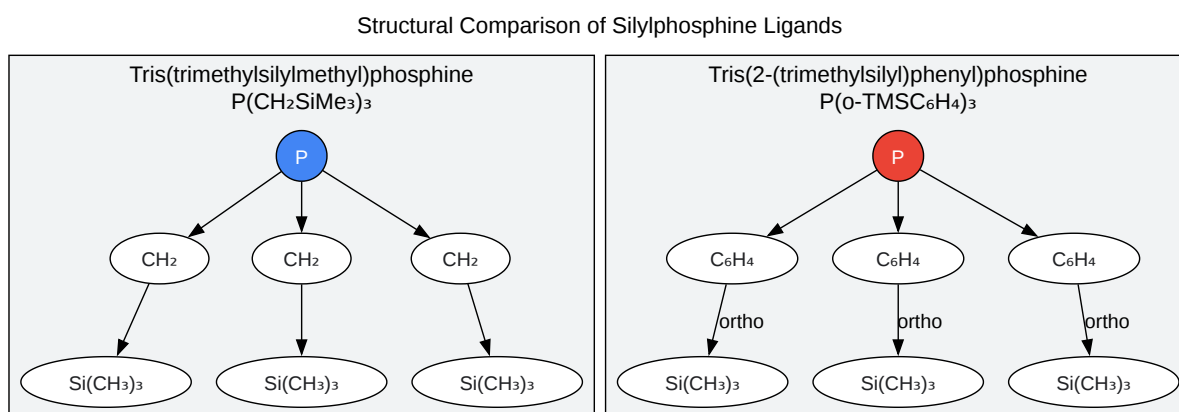 Structural Comparison of Silylphosphine Ligands
Tris(trimethylsilylmethyl)phosphine
P(CH₂SiMe₃)₃
P
CH₂
CH₂
CH₂
Si(CH₃)₃
Si(CH₃)₃
Si(CH₃)₃
Tris(2-(trimethylsilyl)phenyl)phosphine
P(o-TMSC₆H₄)₃
P
C₆H₄
C₆H₄
C₆H₄
ortho
ortho
ortho
Si(CH₃)₃
Si(CH₃)₃
Si(CH₃)₃